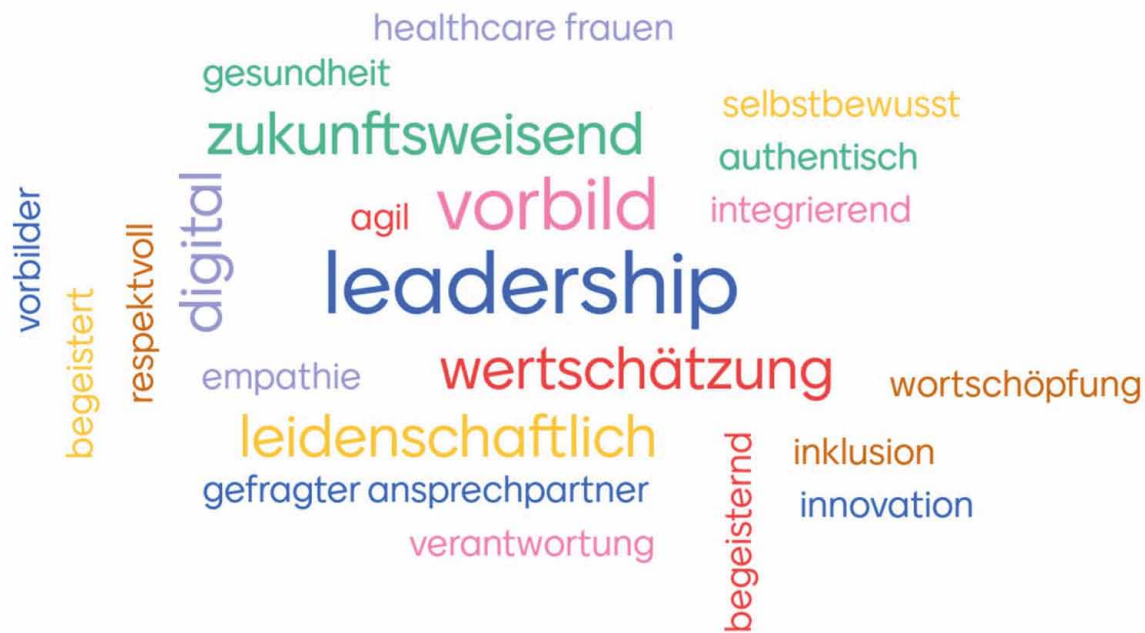 healthcare frauen
gesundheit
selbstbewusst
zukunftsweisend
authentisch
digital
vorbild
integrierend
agil
vorbilder
respektvoll
leadership
begeistert
wertschätzung
empathie
wortschöpfung
leidenschaftlich
begeisternd
inklusion
gefragter ansprechpartner
innovation
verantwortung